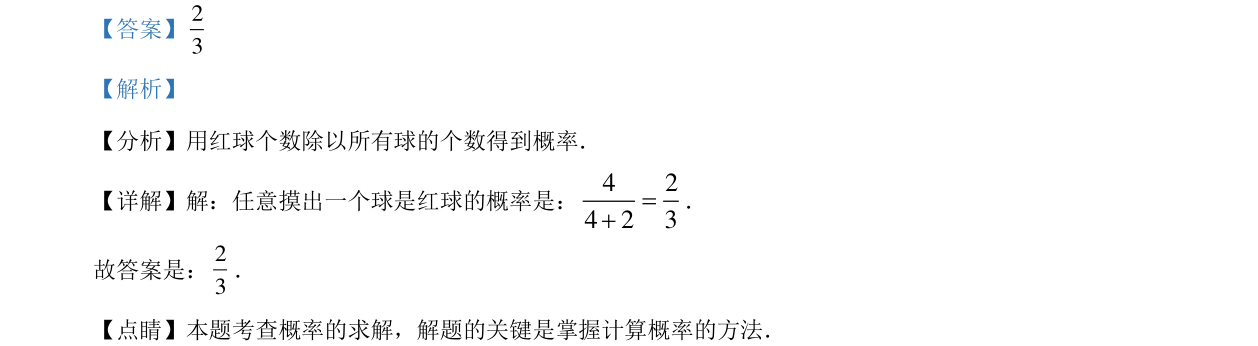 【答案】2/3
【解析】
【分析】用红球个数除以所有球的个数得到概率．
【详解】解：任意摸出一个球是红球的概率是：4/(4+2)=2/3．
故答案是：2/3．
【点睛】本题考查概率的求解，解题的关键是掌握计算概率的方法．